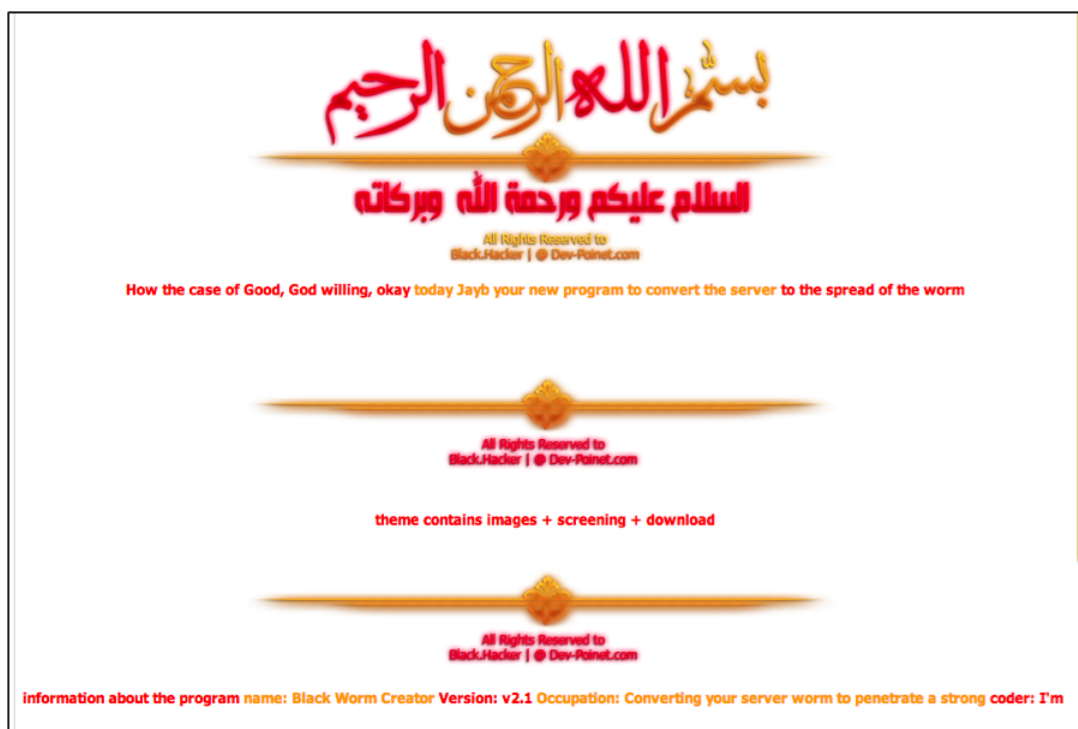 بسم الله الرحمن الرحيم
السلام عليكم ورحمة الله وبركاته
All Rights Reserved to
Black.Hacker | @ Dev-Poinet.com
How the case of Good, God willing, okay today Jayb your new program to convert the server to the spread of the worm
All Rights Reserved to
Black.Hacker | @ Dev-Poinet.com
theme contains images + screening + download
All Rights Reserved to
Black.Hacker | @ Dev-Poinet.com
information about the program name: Black Worm Creator Version: v2.1 Occupation: Converting your server worm to penetrate a strong coder: I'm